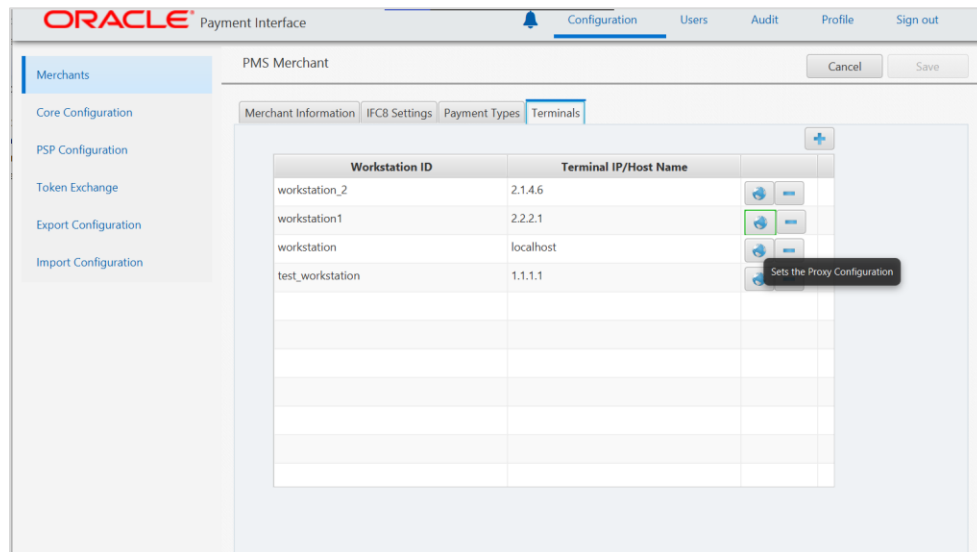 ORACLE® Payment Interface
Configuration Users Audit Profile Sign out
Merchants
Core Configuration
PSP Configuration
Token Exchange
Export Configuration
Import Configuration
PMS Merchant
Cancel Save
Merchant Information IFC8 Settings Payment Types Terminals
Workstation ID Terminal IP/Host Name
workstation_2 2.1.4.6
workstation1 2.2.2.1
workstation localhost
test_workstation 1.1.1.1
Sets the Proxy Configuration